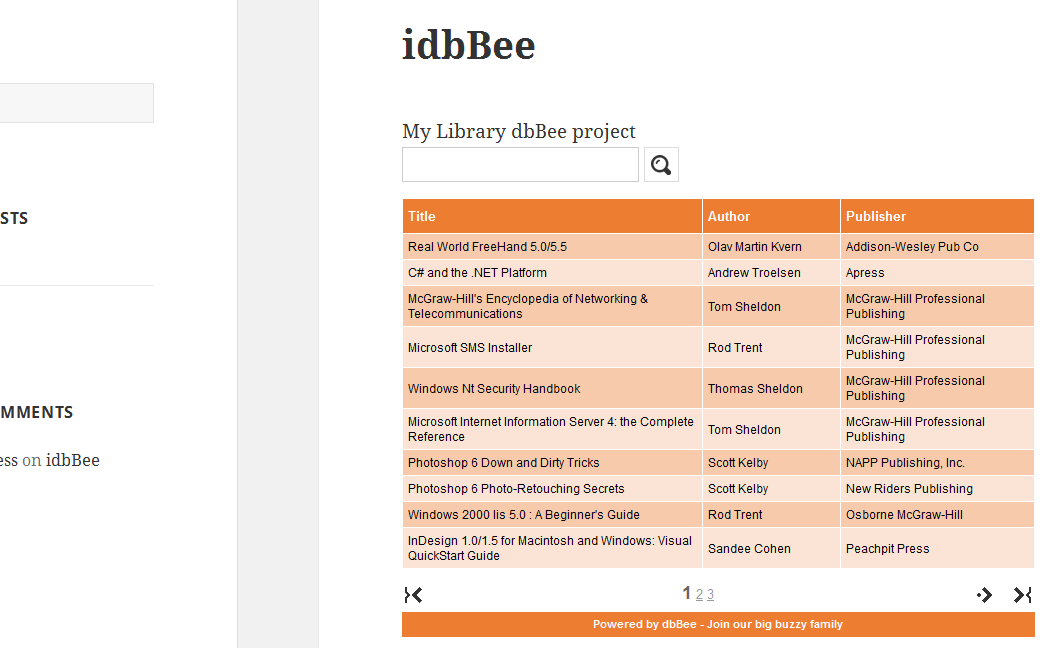 idbBee
My Library dbBee project
STS
MMENTS
ess on idbBee
Title Author Publisher
Real World FreeHand 5.0/5.5 Olav Martin Kvern Addison-Wesley Pub Co
C# and the .NET Platform Andrew Troelsen Apress
McGraw-Hill's Encyclopedia of Networking &
Telecommunications
Tom Sheldon
McGraw-Hill Professional
Publishing
Microsoft SMS Installer
Rod Trent
McGraw-Hill Professional
Publishing
Windows Nt Security Handbook
Thomas Sheldon
McGraw-Hill Professional
Publishing
Microsoft Internet Information Server 4: the Complete
Reference
Tom Sheldon
McGraw-Hill Professional
Publishing
Photoshop 6 Down and Dirty Tricks Scott Kelby NAPP Publishing, Inc.
Photoshop 6 Photo-Retouching Secrets Scott Kelby New Riders Publishing
Windows 2000 Iis 5.0 : A Beginner's Guide Rod Trent Osborne McGraw-Hill
InDesign 1.0/1.5 for Macintosh and Windows: Visual
QuickStart Guide
Sandee Cohen
Peachpit Press
1 2 3
Powered by dbBee - Join our big buzzy family